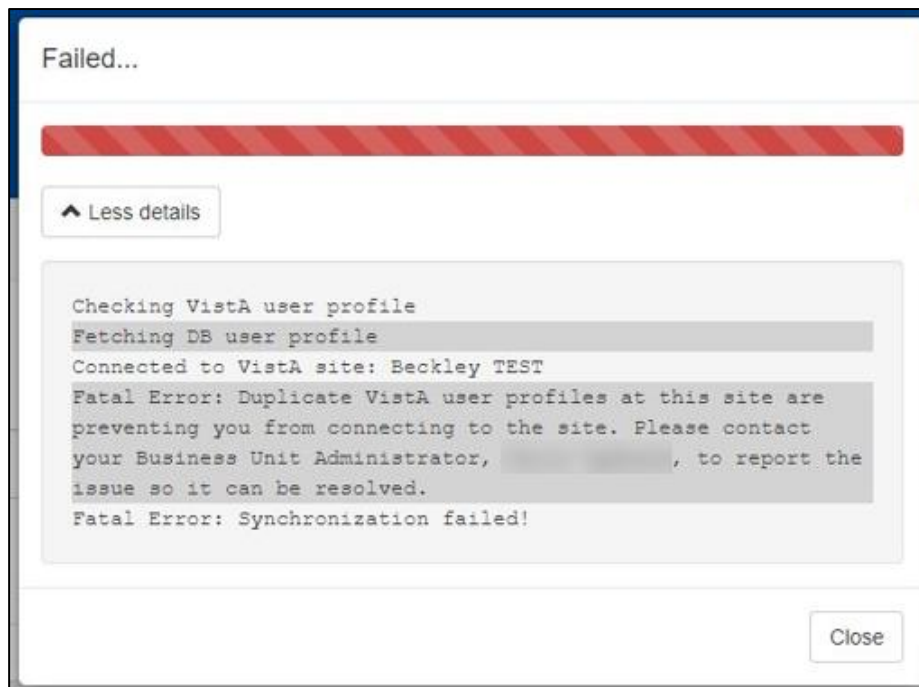 Failed...
Less details
Checking VistA user profile
Fetching DB user profile
Connected to VistA site: Beckley TEST
Fatal Error: Duplicate VistA user profiles at this site are
preventing you from connecting to the site. Please contact
your Business Unit Administrator, , to report the
issue so it can be resolved.
Fatal Error: Synchronization failed!
Close